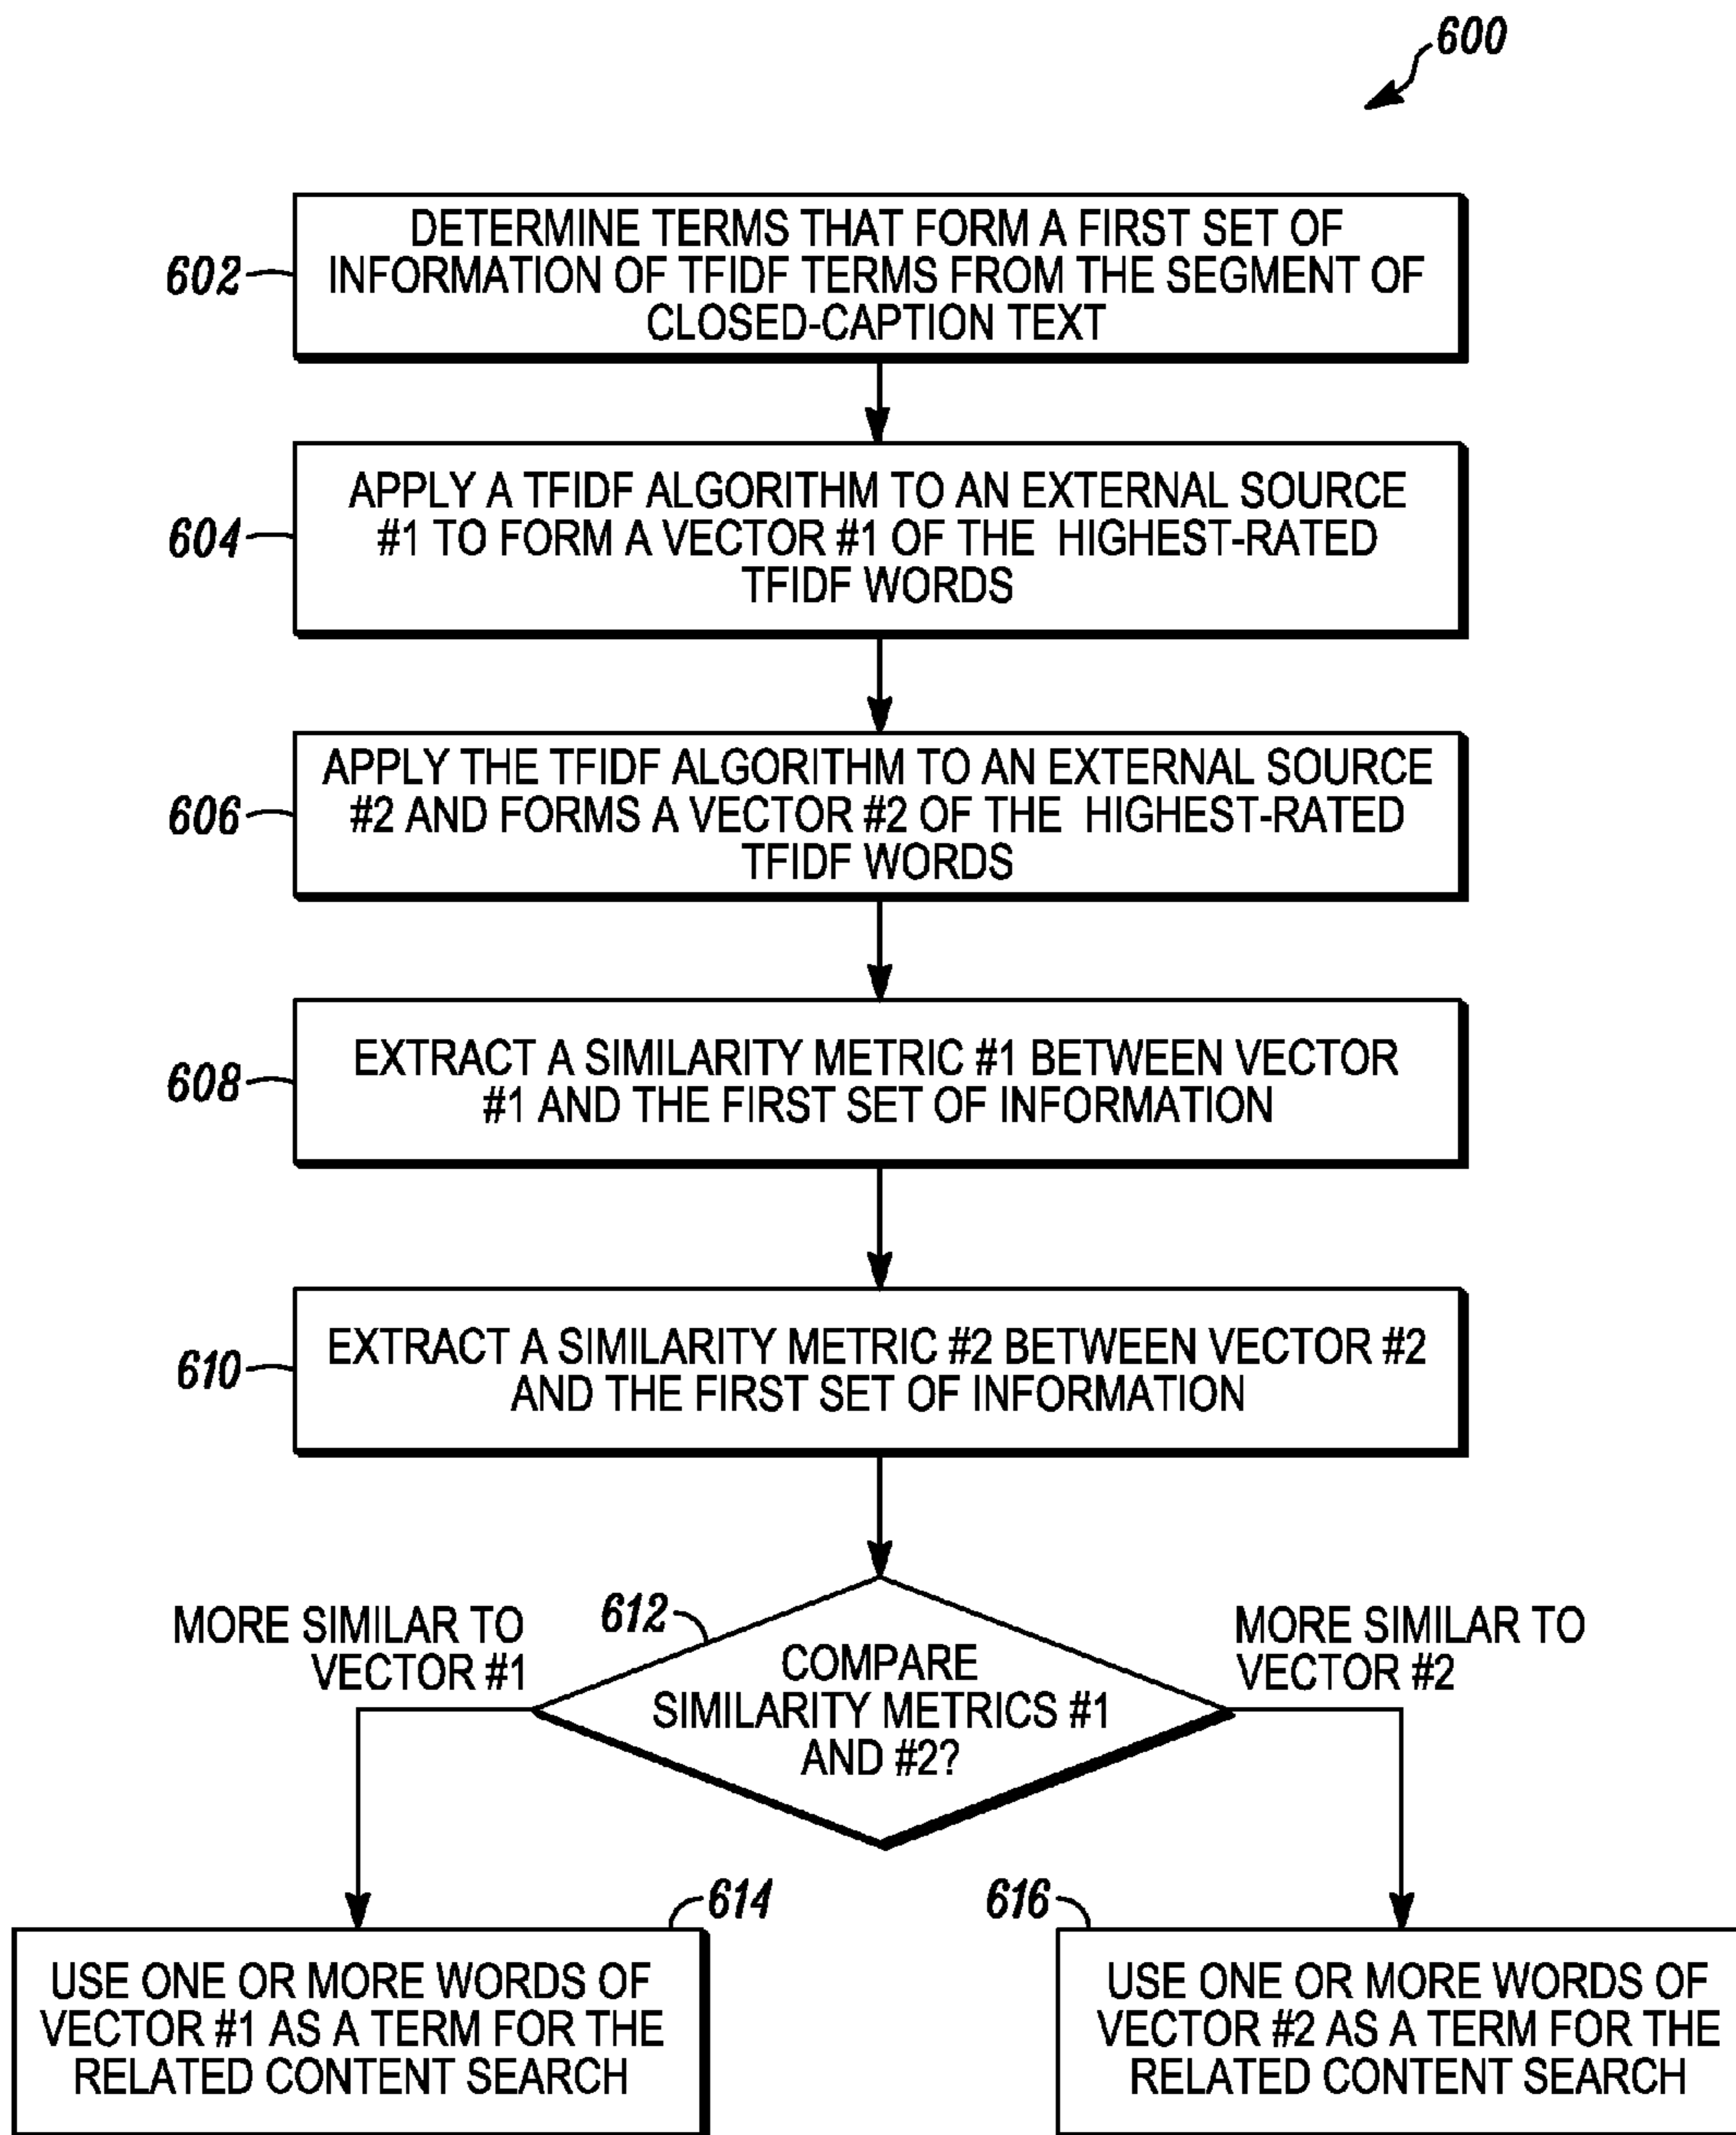 600
602
DETERMINE TERMS THAT FORM A FIRST SET OF
INFORMATION OF TFIDF TERMS FROM THE SEGMENT OF
CLOSED-CAPTION TEXT
604
APPLY A TFIDF ALGORITHM TO AN EXTERNAL SOURCE
#1 TO FORM A VECTOR #1 OF THE HIGHEST-RATED
TFIDF WORDS
606
APPLY THE TFIDF ALGORITHM TO AN EXTERNAL SOURCE
#2 AND FORMS A VECTOR #2 OF THE HIGHEST-RATED
TFIDF WORDS
608
EXTRACT A SIMILARITY METRIC #1 BETWEEN VECTOR
#1 AND THE FIRST SET OF INFORMATION
610
EXTRACT A SIMILARITY METRIC #2 BETWEEN VECTOR #2
AND THE FIRST SET OF INFORMATION
MORE SIMILAR TO
VECTOR #1
612
COMPARE
SIMILARITY METRICS #1
AND #2?
MORE SIMILAR TO
VECTOR #2
614
USE ONE OR MORE WORDS OF
VECTOR #1 AS A TERM FOR THE
RELATED CONTENT SEARCH
616
USE ONE OR MORE WORDS OF
VECTOR #2 AS A TERM FOR THE
RELATED CONTENT SEARCH